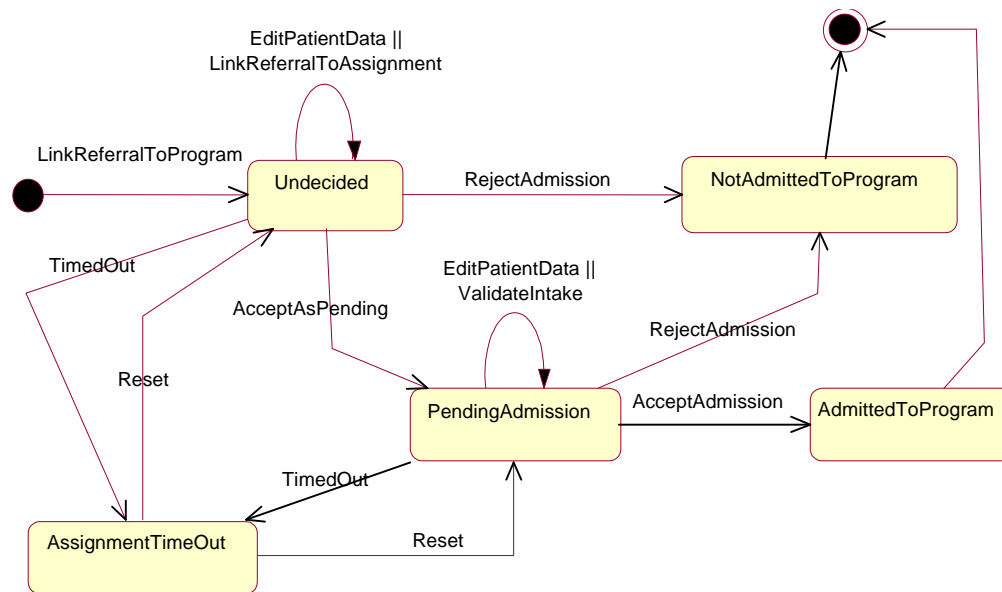 EditPatientData ||
LinkReferralToAssignment
LinkReferralToProgram
Undecided
RejectAdmission
NotAdmittedToProgram
TimedOut
EditPatientData ||
ValidateIntake
AcceptAsPending
RejectAdmission
Reset
PendingAdmission
AcceptAdmission
AdmittedToProgram
TimedOut
AssignmentTimeOut
Reset